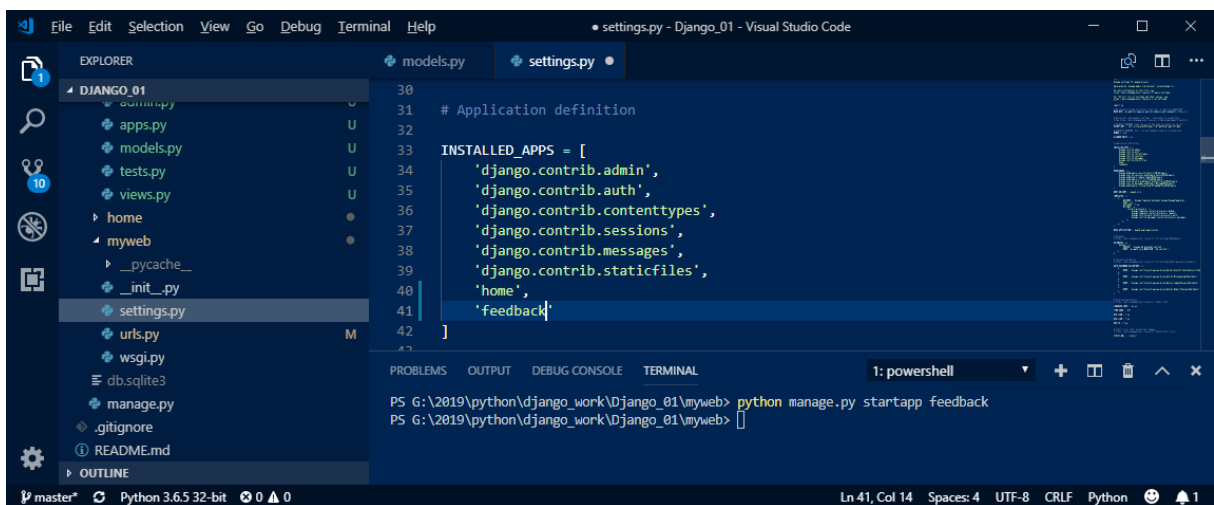 File Edit Selection View Go Debug Terminal Help ● settings.py - Django_01 - Visual Studio Code
EXPLORER
1
10
DJANGO_01
admin.py U
apps.py U
models.py U
tests.py U
views.py U
home
myweb
__pycache__
__init__.py
settings.py
urls.py M
wsgi.py
db.sqlite3
manage.py
.gitignore
README.md
OUTLINE
models.py settings.py ●
30
31 # Application definition
32
33 INSTALLED_APPS = [
34 'django.contrib.admin',
35 'django.contrib.auth',
36 'django.contrib.contenttypes',
37 'django.contrib.sessions',
38 'django.contrib.messages',
39 'django.contrib.staticfiles',
40 'home',
41 'feedback'
42 ]
43
PROBLEMS OUTPUT DEBUG CONSOLE TERMINAL 1: powershell
PS G:\2019\python\django_work\Django_01\myweb> python manage.py startapp feedback
PS G:\2019\python\django_work\Django_01\myweb>
master* Python 3.6.5 32-bit 0 0 Ln 41, Col 14 Spaces: 4 UTF-8 CRLF Python 1